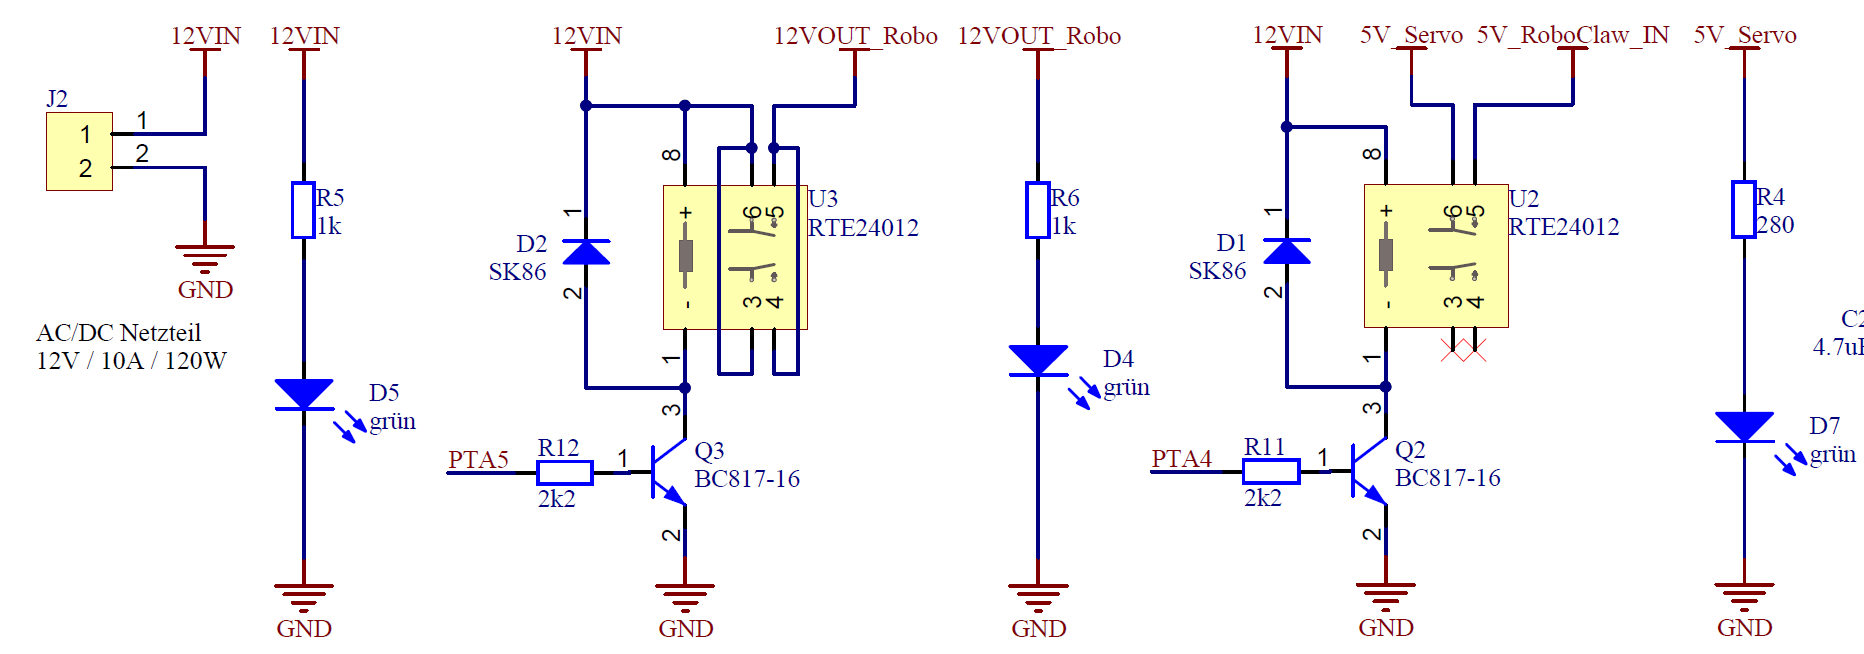 12VIN
J2
1
2
1
2
GND
AC/DC Netzteil
12V / 10A / 120W
12VIN
R5
1k
D5
grün
GND
12VIN
12VOUT_Robo
D2
SK86
1
2
8
+
-
6
5
3
4
U3
RTE24012
1
3
PTA5
R12
2k2
1
Q3
BC817-16
2
GND
12VOUT_Robo
R6
1k
D4
grün
GND
12VIN
5V_Servo
5V_RoboClaw_IN
D1
SK86
1
2
8
+
-
6
5
3
4
U2
RTE24012
1
3
PTA4
R11
2k2
1
Q2
BC817-16
2
GND
5V_Servo
R4
280
D7
grün
GND